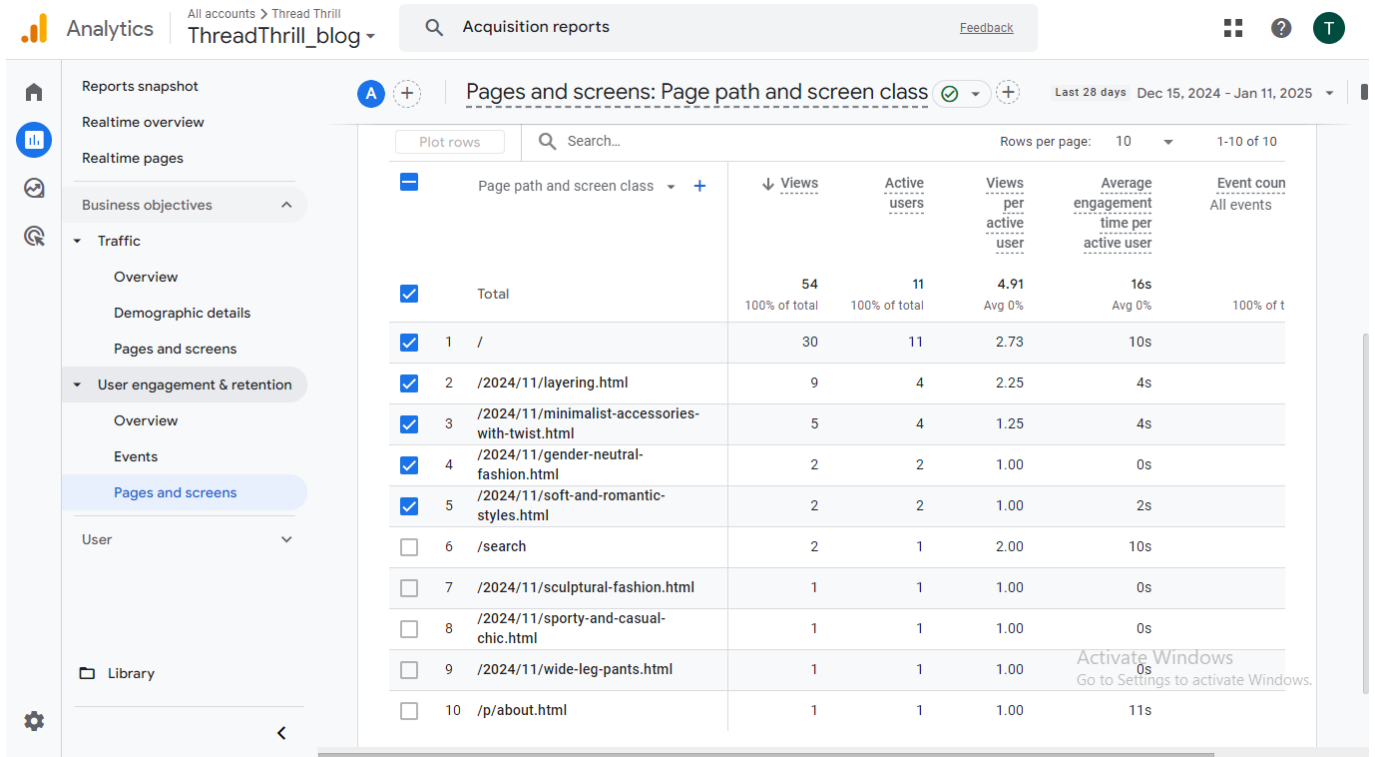 All accounts > Thread Thrill
Analytics
ThreadThrill_blog
Acquisition reports
Feedback
T
Reports snapshot
Realtime overview
Realtime pages
Business objectives
Traffic
Overview
Demographic details
Pages and screens
User engagement & retention
Overview
Events
Pages and screens
User
Library
A
Pages and screens: Page path and screen class
Last 28 days Dec 15, 2024 - Jan 11, 2025
Plot rows
Search...
Rows per page: 10
1-10 of 10
Page path and screen class
Views
Active
users
Views
per
active
user
Average
engagement
time per
active user
Event coun
All events
Total
54
11
4.91
16s
100% of total
100% of total
Avg 0%
Avg 0%
100% of t
1 / 30 11 2.73 10s
2 /2024/11/layering.html 9 4 2.25 4s
3 /2024/11/minimalist-accessories-
with-twist.html 5 4 1.25 4s
4 /2024/11/gender-neutral-
fashion.html 2 2 1.00 0s
5 /2024/11/soft-and-romantic-
styles.html 2 2 1.00 2s
6 /search 2 1 2.00 10s
7 /2024/11/sculptural-fashion.html 1 1 1.00 0s
8 /2024/11/sporty-and-casual-
chic.html 1 1 1.00 0s
9 /2024/11/wide-leg-pants.html 1 1 1.00 0s
10 /p/about.html 1 1 1.00 11s
Activate Windows
Go to Settings to activate Windows.